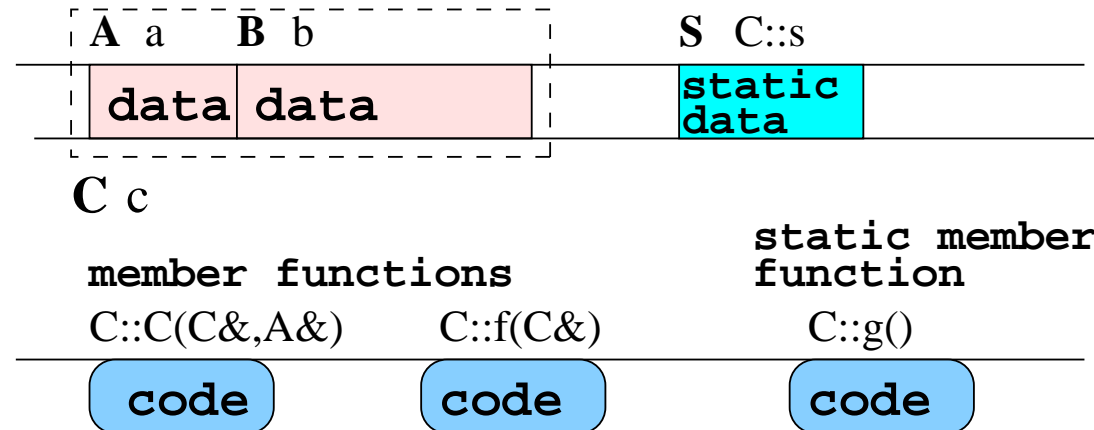 A a B b S C::s
data data static
data
C c
static member
member functions function
C::C(C&,A&) C::f(C&) C::g()
code code code